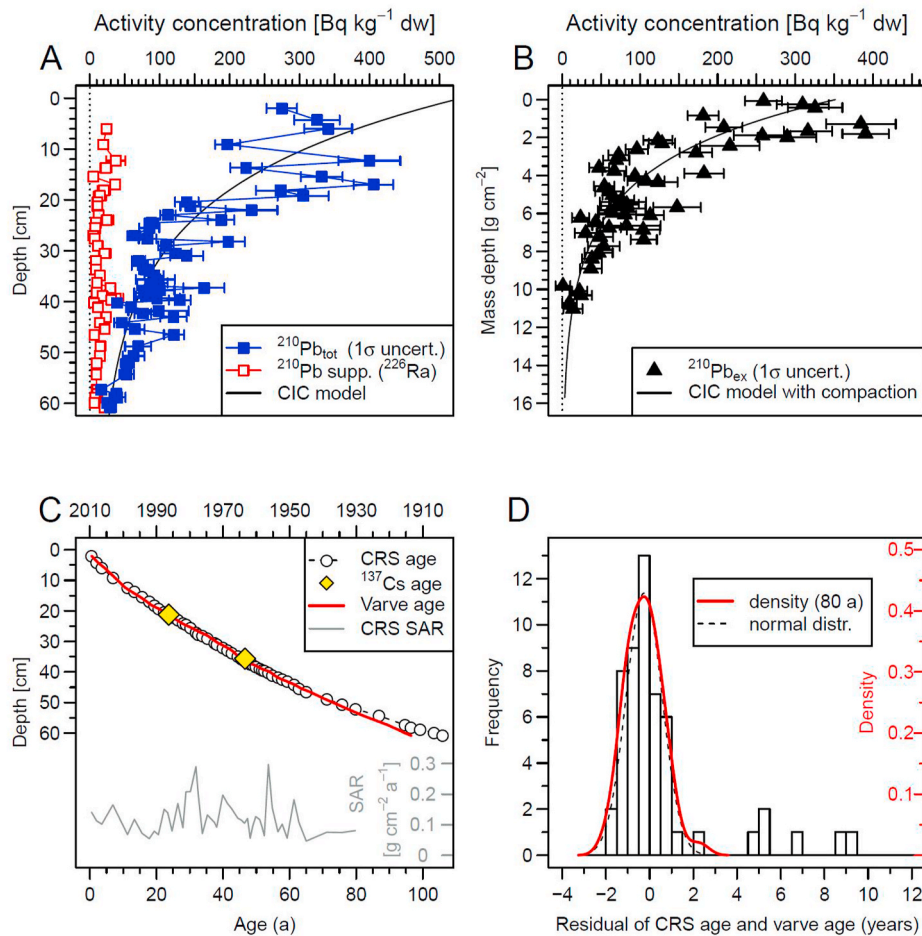 Activity concentration [Bq kg⁻¹ dw]
A
0 100 200 300 400 500
0
10
20
30
40
50
60
Depth [cm]
²¹⁰Pbtot (1σ uncert.)
²¹⁰Pb supp. (²²⁶Ra)
CIC model
Activity concentration [Bq kg⁻¹ dw]
B
0 100 200 300 400
0
2
4
6
8
10
12
14
16
Mass depth [g cm⁻²]
²¹⁰Pbex (1σ uncert.)
CIC model with compaction
C
2010 1991 1968 1950 1931 1913
0
10
20
30
40
50
60
Depth [cm]
CRS age
¹³⁷Cs age
Varve age
CRS SAR
0.3
0.2
0.1
0
SAR
[g cm⁻² a⁻¹]
0 20 40 60 80 100
Age (a)
D
12
10
8
6
4
2
0
Frequency
density (80 a)
normal distr.
0.5
0.4
0.3
0.2
0.1
0.0
Density
−4 −2 0 2 4 6 8 10 12
Residual of CRS age and varve age (years)